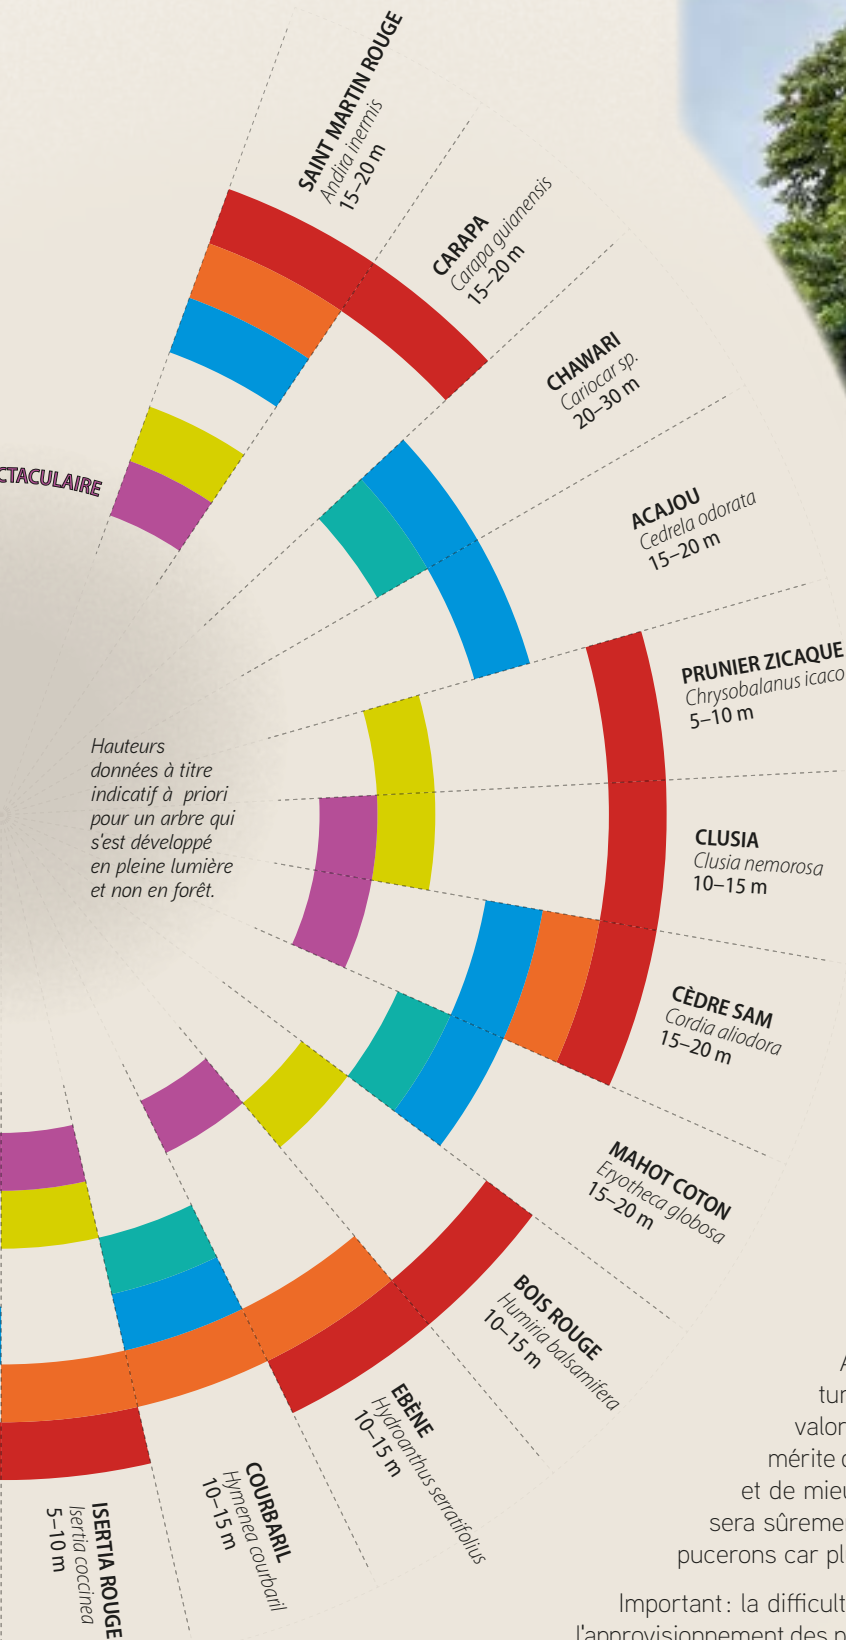 SAINT MARTIN ROUGE
Andira inermis
15–20 m
CARAPA
Carapa guianensis
15–20 m
CHAWARI
Cariocar sp.
20–30 m
ACAJOU
Cedrela odorata
15–20 m
PRUNIER ZICAQUE
Chrysobalanus icaco
5–10 m
CLUSIA
Clusia nemorosa
10–15 m
CÈDRE SAM
Cordia aliodora
15–20 m
MAHOT COTON
Eryotheca globosa
15–20 m
BOIS ROUGE
Humiria balsamifera
10–15 m
EBÈNE
Hydroanthus serratifolius
10–15 m
COURBARIL
Hymenea courbaril
10–15 m
ISERTIA ROUGE
Isertia coccinea
5–10 m
CTACULAIRE
Hauteurs
données à titre
indicatif à priori
pour un arbre qui
s'est développé
en pleine lumière
et non en forêt.
A
tur
valor
mérite
et de mieu
sera sûreme
pucerons car pl
Important : la difficult
l'approvisionnement des